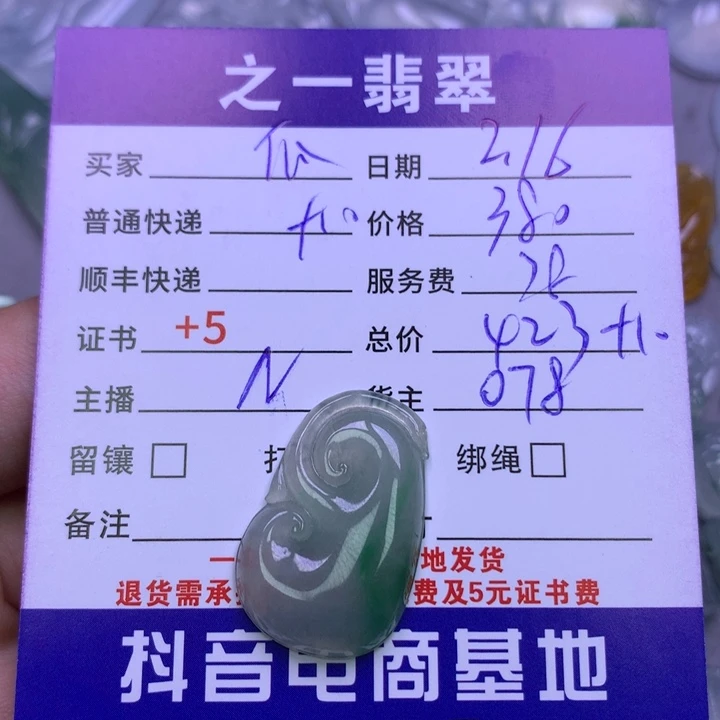 之一翡翠
买家 日期 2.16
普通快递 +10 价格 380
顺丰快递 服务费
证书 +5 总价 423 +10
主播 N 货主 078
留镶 打 绑绳
备注
一 地发货
退货需承 费及5元证书费
抖音电商基地